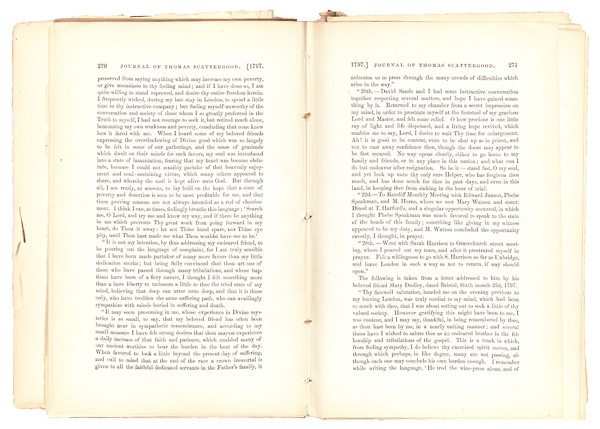 270 JOURNAL OF THOMAS SCATTERGOOD. [1797.
preserved from saying anything which may increase my own poverty,
or give uneasiness to thy feeling mind; and if I have done so, I am
quite willing to stand reproved, and desire thy entire freedom herein.
I frequently wished, during my late stay in London, to spend a little
time in thy instructive company; but feeling myself unworthy of the
conversation and society of those whom I so greatly preferred in the
Truth to myself, I had not courage to seek it, but retired much alone,
bemoaning my own weakness and poverty, concluding that none knew
how it fared with me. When I heard some of my beloved friends
expressing the overshadowing of Divine good which was so largely
to be felt in some of our gatherings, and the sense of gratitude
which dwelt on their minds for such favors, my soul was introduced
into a state of lamentation, fearing that my heart was become obdu-
rate, because I could not sensibly partake of that heavenly enjoy-
ment and soul-sustaining virtue, which many others appeared to
share, and whereby the soul is kept alive unto God. But through
all, I am ready, at seasons, to lay hold on the hope that a state of
poverty and desertion is seen to be most profitable for me, and that
these proving seasons are not always intended as a rod of chastise-
ment. I think I can, at times, feelingly breathe this language; 'Search
me, O Lord, and try me and know my way, and if there be anything
in me which prevents Thy great work from going forward in my
heart, do Thou it away: let not Thine hand spare, nor Thine eye
pity, until Thou hast made me what Thou wouldst have me to be.'
"It is not my intention, by thus addressing my endeared friend, to
be pouring out the language of complaint, for I am truly sensible
that I have been made partaker of many more favors than my little
dedication merits; but being fully convinced that thou art one of
those who have passed through many tribulations, and whose bap-
tisms have been of a fiery nature, I thought I felt something more
than a bare liberty to unbosom a little to thee the tried state of my
mind, believing that deep can utter unto deep, and that it is those
only, who have trodden the same suffering path, who can availingly
sympathize with minds buried in suffering and death.
"It may seem presuming in me, whose experience in Divine mys-
teries is so small, to say, that my beloved friend has often been
brought near in sympathetic remembrance, and according to my
small measure I have felt strong desires that thou mayest experience
a daily increase of that faith and patience, which enabled many of
our ancient worthies to bear the burden in the heat of the day.
When favored to look a little beyond the present day of suffering,
and call to mind that at the end of the race a crown immortal is
given to all the faithful dedicated servants in the Father's family, it
1797.] JOURNAL OF THOMAS SCATTERGOOD. 271
animates us to press through the many crowds of difficulties which
arise in the way."
"20th.—David Sands and I had some instructive conversation
together respecting several matters, and hope I have gained some-
thing by it. Returned to my chamber from a secret impression on
my mind, in order to prostrate myself at the footstool of my gracious
Lord and Master, and felt some relief. O how precious is one little
ray of light and life dispensed, and a living hope revived, which
enables me to say, Lord, I desire to wait Thy time for enlargement.
Ah! it is good to be content, even to be shut up as in prison, and
not to cast away confidence then, though the doors may appear to
be fast secured. No way opens clearly, either to go home to my
family and friends, or to any place in this nation; and what can I
do but endeavor after resignation. So be it—stand fast, O my soul,
and yet look up unto thy only sure Helper, who has forgiven thee
much, and has done much for thee in past days, and even in this
land, in keeping thee from sinking in the hour of trial.
"22d.—To Ratcliff Monthly Meeting with Edward Janson, Phebe
Speakman, and M. Horne, where we met Mary Watson and sister.
Dined at T. Hartford's, and a singular opportunity occurred, in which
I thought Phebe Speakman was much favored to speak to the state
of the heads of this family; something like giving in my witness
appeared to be my duty, and M. Watson concluded the opportunity
sweetly, I thought, in prayer.
"28th.—Went with Sarah Harrison to Gracechurch street meet-
ing, where I poured out my tears, and after it prostrated myself in
prayer. Felt a willingness to go with S. Harrison as far as Uxbridge,
and leave London in such a way as not to return, if way should
open."
The following is taken from a letter addressed to him by his
beloved friend Mary Dudley, dated Bristol, Sixth month 23d, 1797.
"Thy farewell salutation, handed me on the evening previous to
my leaving London, was truly cordial to my mind, which had been
so much with thee, that I was about setting out to seek a little of thy
valued society. However gratifying this might have been to me, I
was content, and I may say, thankful, in being remembered by thee,
as thou hast been by me, in a nearly uniting manner; and several
times have I wished to salute thee as an endeared brother in the fel-
lowship and tribulations of the gospel. This is a track in which,
from feeling sympathy, I do believe thy exercised spirit moves, and
through which perhaps, in like degree, many are not passing, al-
though each one may conclude his own burden enough. I remember
while writing the language, 'He trod the wine-press alone, and of